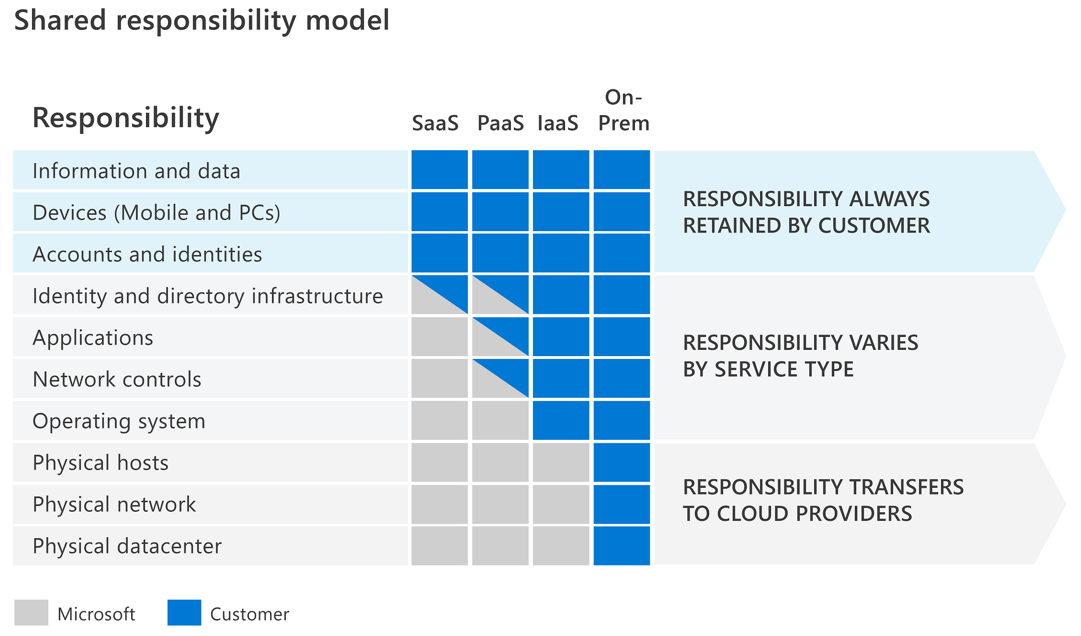 Shared responsibility model
Responsibility
SaaS PaaS IaaS On-
Prem
Information and data
Devices (Mobile and PCs)
Accounts and identities
RESPONSIBILITY ALWAYS
RETAINED BY CUSTOMER
Identity and directory infrastructure
Applications
Network controls
Operating system
RESPONSIBILITY VARIES
BY SERVICE TYPE
Physical hosts
Physical network
Physical datacenter
RESPONSIBILITY TRANSFERS
TO CLOUD PROVIDERS
Microsoft Customer